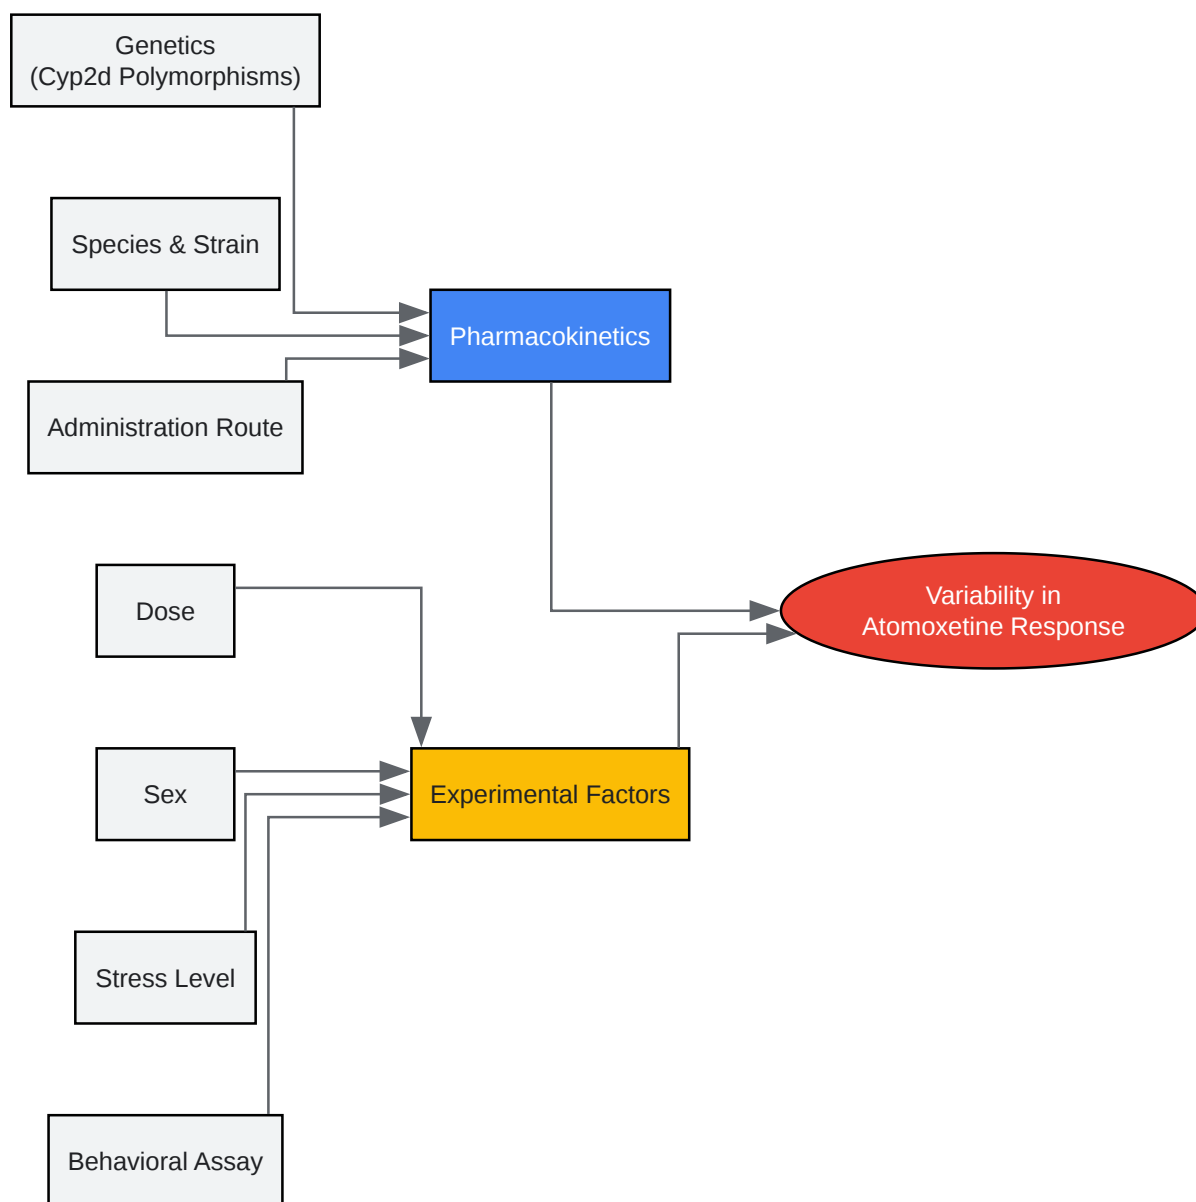 Genetics
(Cyp2d Polymorphisms)
Species & Strain
Pharmacokinetics
Administration Route
Dose
Variability in
Atomoxetine Response
Sex
Experimental Factors
Stress Level
Behavioral Assay